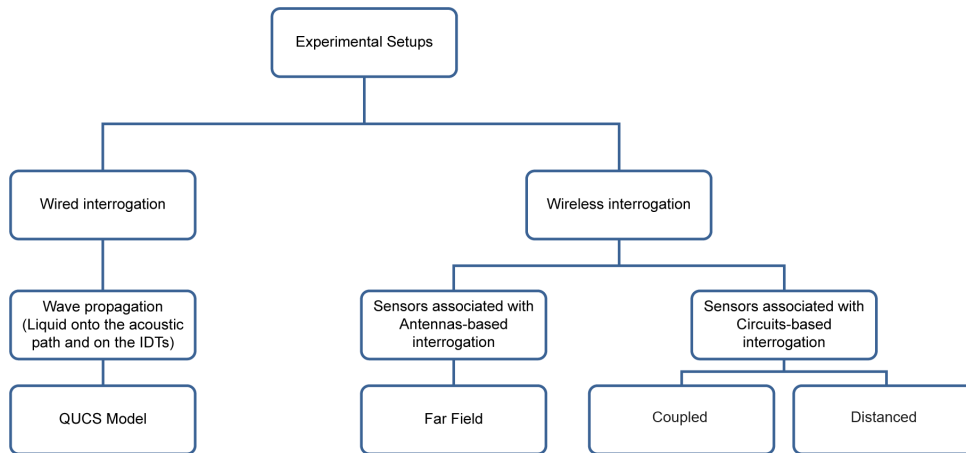 Experimental Setups
Wired interrogation
Wireless interrogation
Wave propagation
(Liquid onto the acoustic
path and on the IDTs)
Sensors associated with
Antennas-based
interrogation
Sensors associated with
Circuits-based
interrogation
QUCS Model
Far Field
Coupled
Distanced